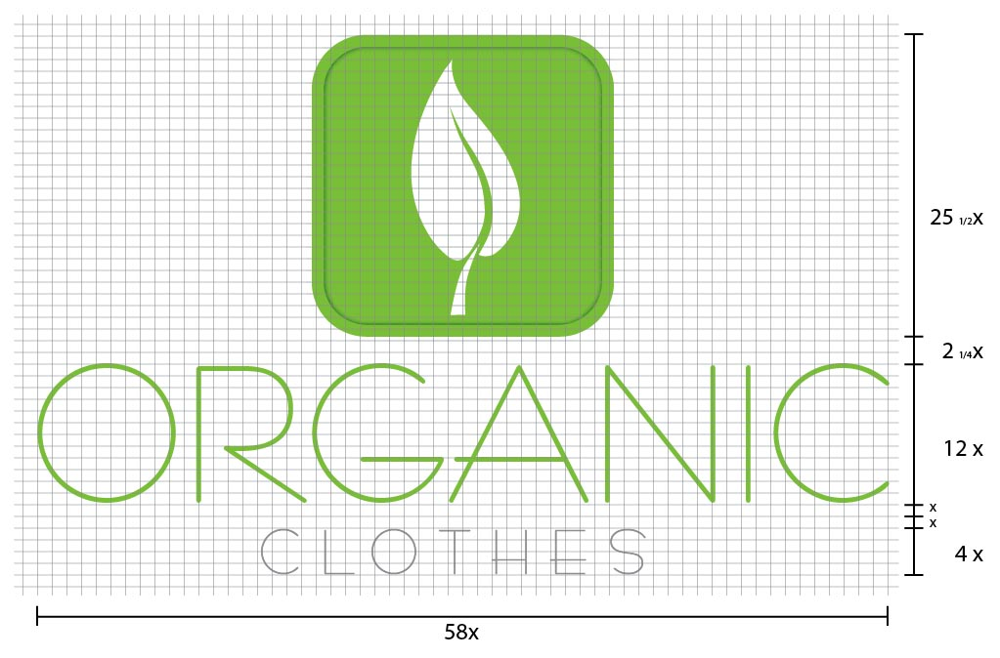 25 1/2x
2 1/4x
ORGANIC
12 x
x
x
CLOTHES
4 x
58x